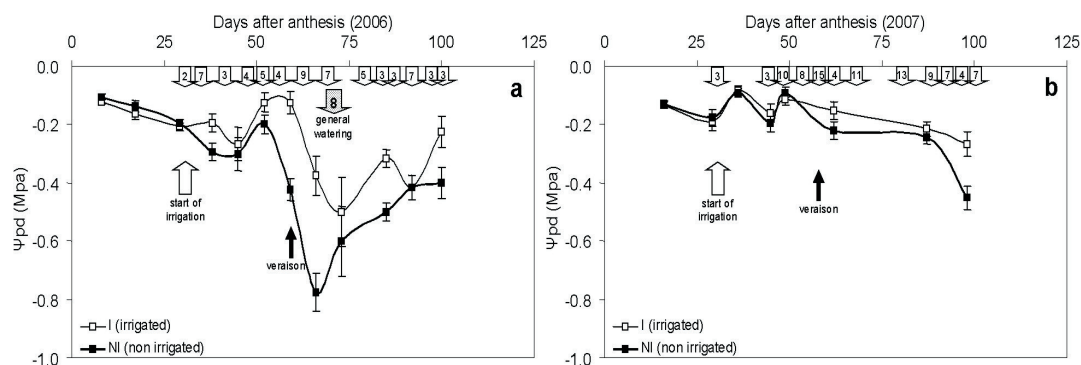 Days after anthesis (2006)
0 25 50 75 100 125
0.0
-0.2
-0.4
-0.6
-0.8
-1.0
Ψpd (Mpa)
2 7 3 4 5 4 9 7 5 3 3 7 3 3
a
8
general
watering
start of
irrigation
veraison
I (irrigated)
NI (non irrigated)
Days after anthesis (2007)
0 25 50 75 100 125
0.0
-0.2
-0.4
-0.6
-0.8
-1.0
Ψpd (Mpa)
3 3 10 8 15 4 11 13 9 7 4 7
b
start of
irrigation
veraison
I (irrigated)
NI (non irrigated)